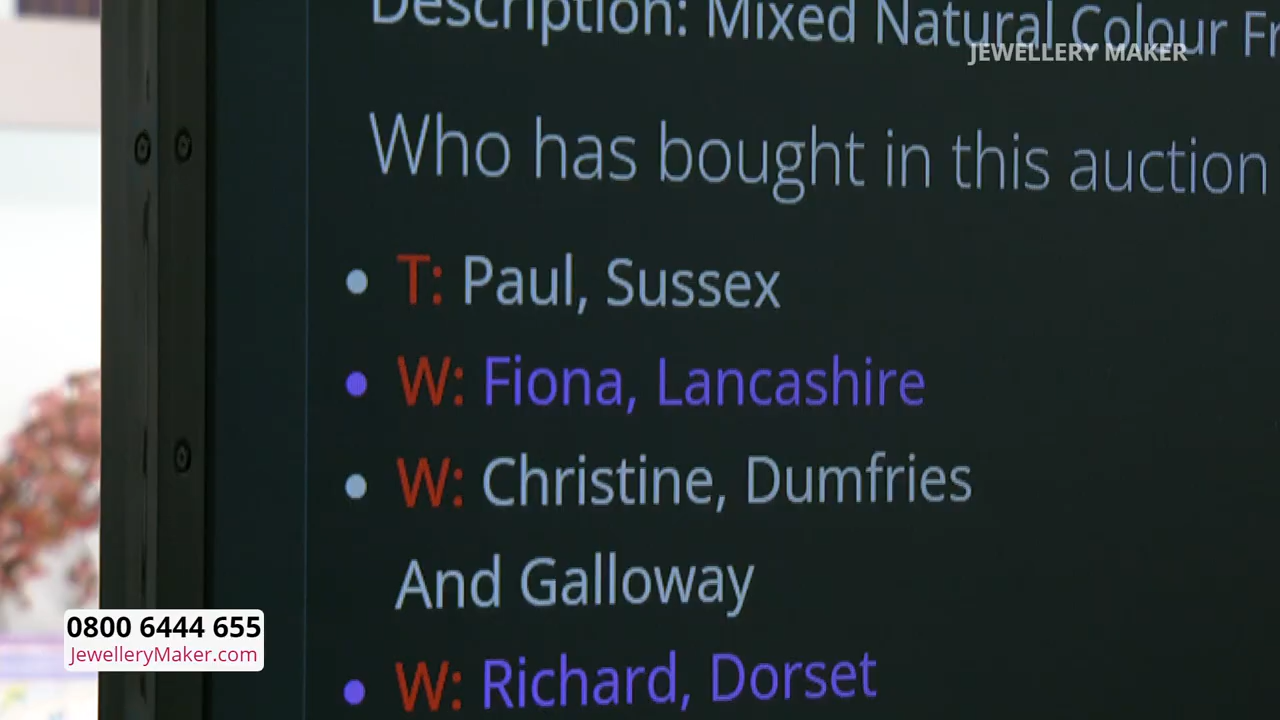 Description: Mixed Natural Colour
JEWELLERY MAKER
Who has bought in this auction
• T: Paul, Sussex
• W: Fiona, Lancashire
• W: Christine, Dumfries
And Galloway
• W: Richard, Dorset
0800 6444 655
JewelleryMaker.com